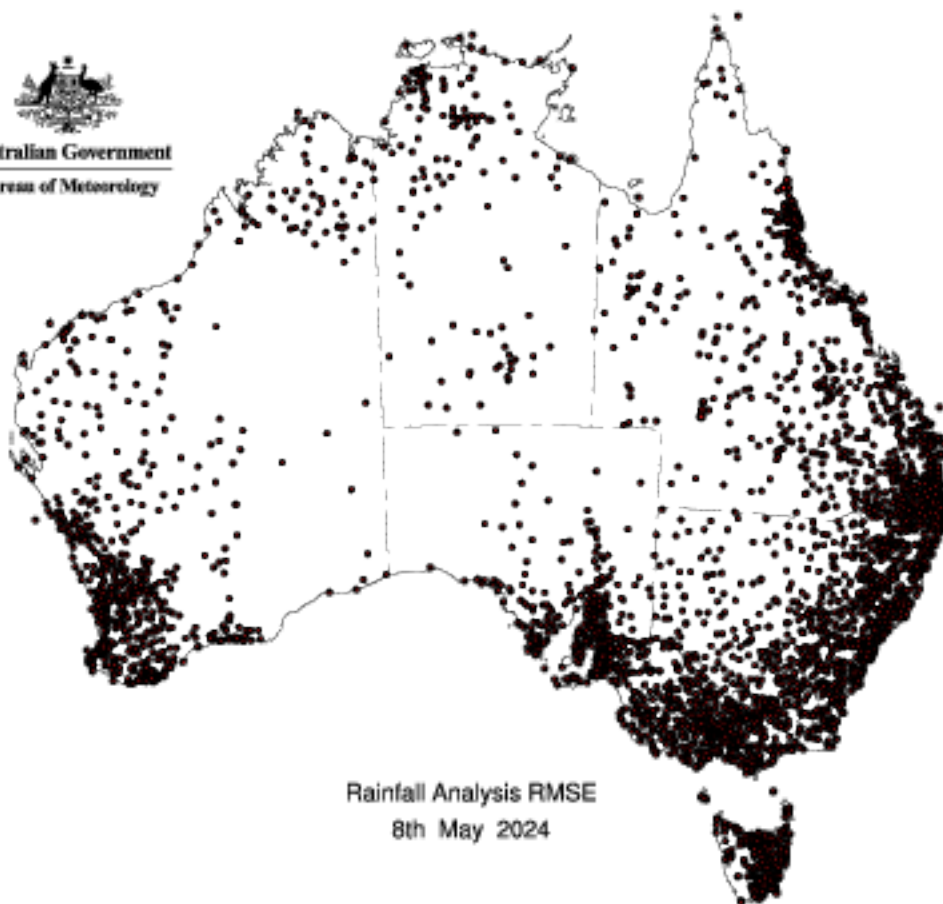 tralian Government
reau of Meteorology
Rainfall Analysis RMSE
8th May 2024